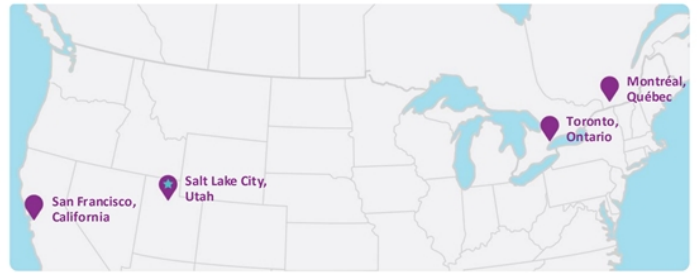 Montréal,
Québec
Toronto,
Ontario
Salt Lake City,
Utah
San Francisco,
California